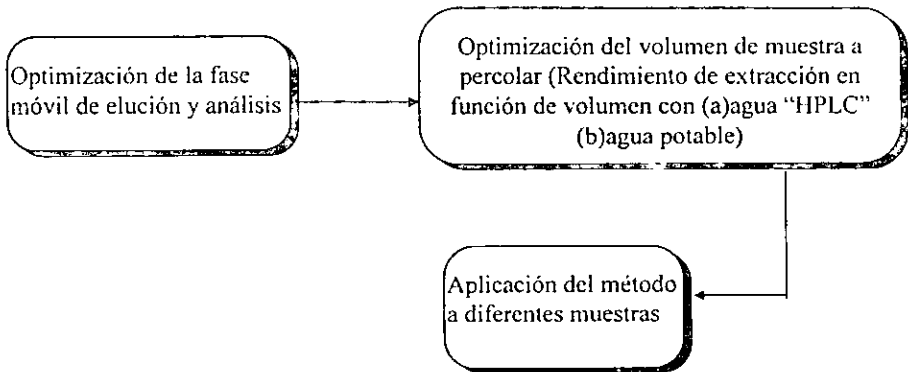 Optimización de la fase
móvil de elución y análisis
Optimización del volumen de muestra a
percolar (Rendimiento de extracción en
función de volumen con (a)agua “HPLC”
(b)agua potable)
Aplicación del método
a diferentes muestras